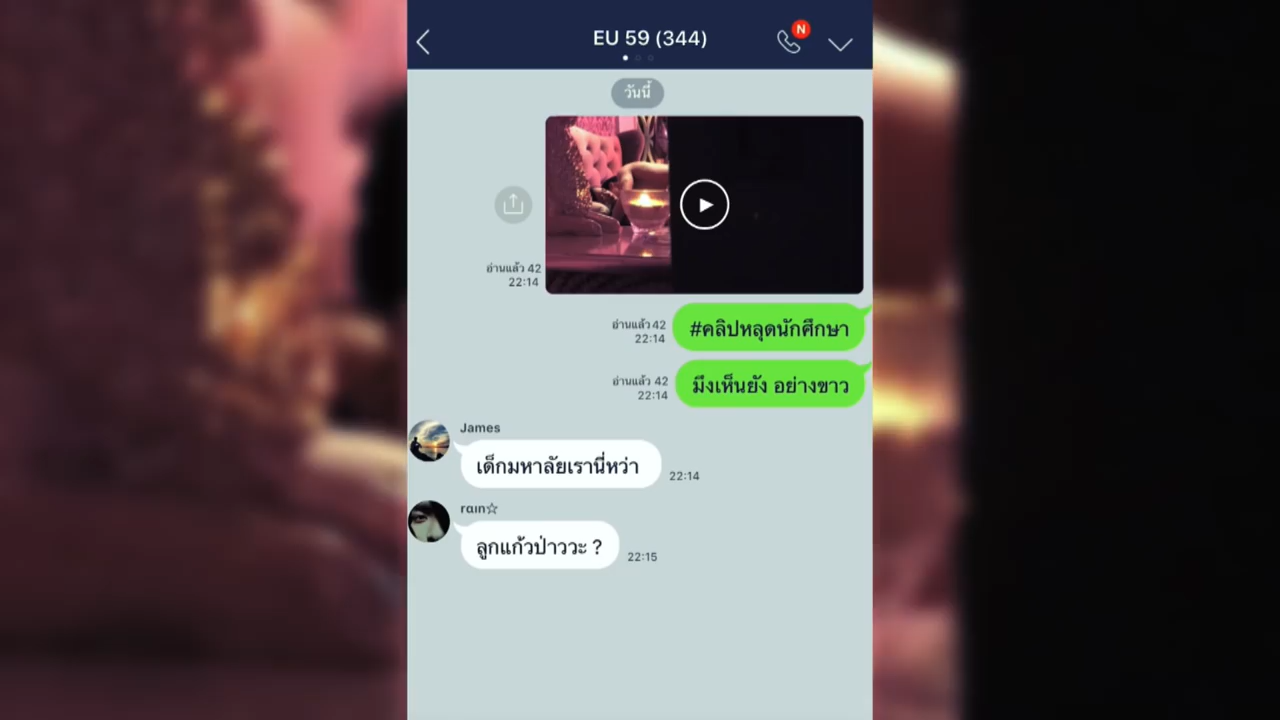 EU 59 (344)
N
วันนี้
อ่านแล้ว 42
22:14
อ่านแล้ว 42
22:14
#คลิปหลุดนักศึกษา
อ่านแล้ว 42
22:14
มึงเห็นยัง อย่างขาว
James
เด็กมหาลัยเรานี่หว่า
22:14
rαın☆
ลูกแก้วป่าววะ ?
22:15